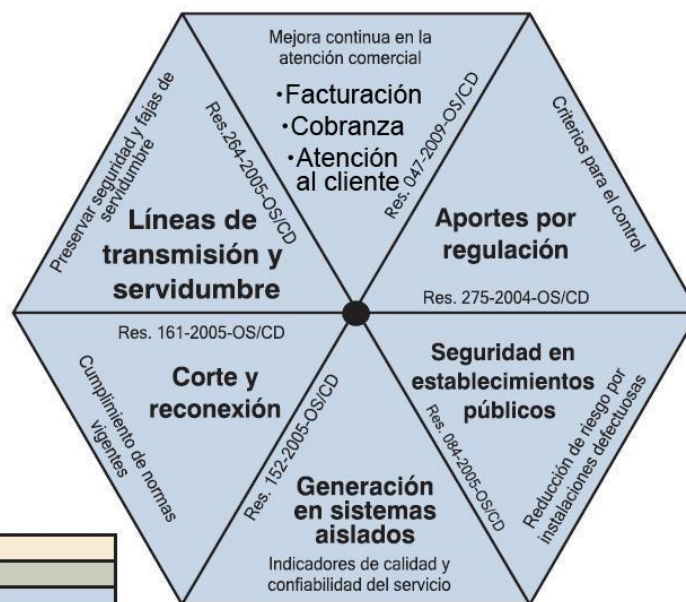 Mejora continua en la
atención comercial
·Facturación
·Cobranza
·Atención
al cliente
Res. 047-2009-OS/CD
Criterios para el control
Aportes por
regulación
Res. 275-2004-OS/CD
Seguridad en
establecimientos
públicos
Res. 084-2005-OS/CD
Reducción de riesgo por
instalaciones defectuosas
Generación
en sistemas
aislados
Indicadores de calidad y
confiabilidad del servicio
Res. 152-2005-OS/CD
Res. 161-2005-OS/CD
Corte y
reconexión
Cumplimiento de normas
vigentes
Preservar seguridad y fajas de
servidumbre
Líneas de
transmisión y
servidumbre
Res.264-2005-OS/CD